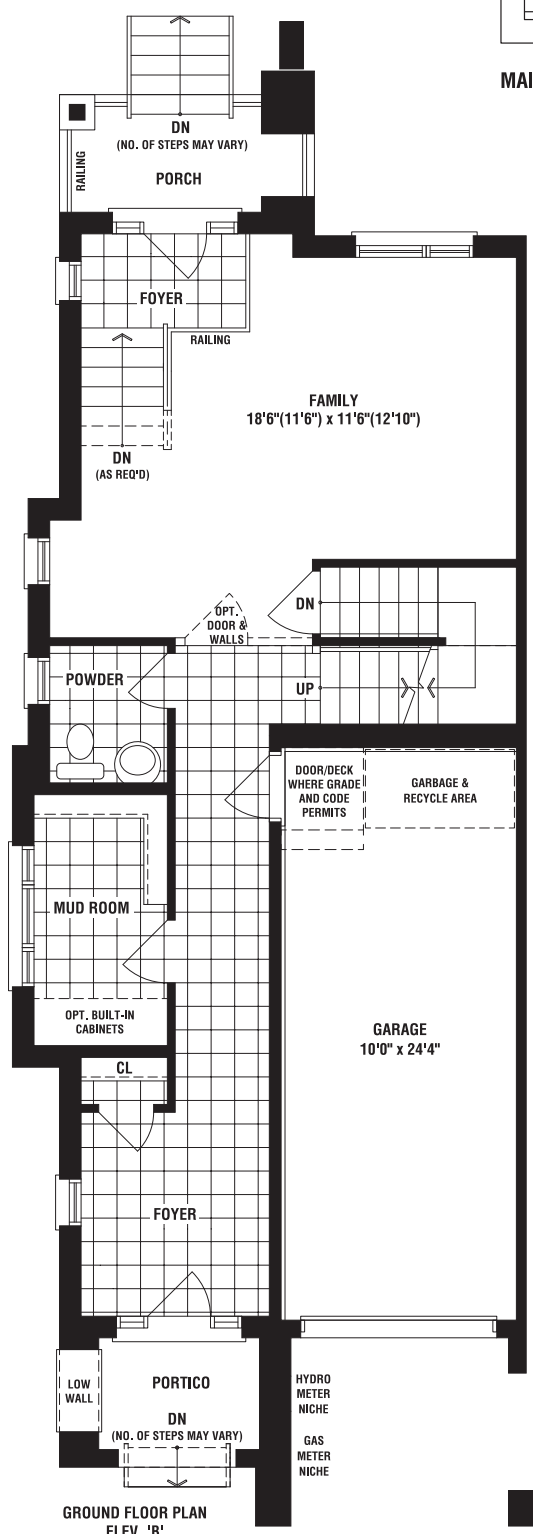 MAI
DN
(NO. OF STEPS MAY VARY)
RAILING
PORCH
FOYER
RAILING
FAMILY
18'6"(11'6") x 11'6"(12'10")
DN
(AS REQ'D)
OPT.
DOOR &
WALLS
DN
POWDER
UP
DOOR/DECK
WHERE GRADE
AND CODE
PERMITS
GARBAGE &
RECYCLE AREA
MUD ROOM
OPT. BUILT-IN
CABINETS
GARAGE
10'0" x 24'4"
CL
FOYER
LOW
WALL
PORTICO
DN
(NO. OF STEPS MAY VARY)
HYDRO
METER
NICHE
GAS
METER
NICHE
GROUND FLOOR PLAN
ELEV. 'B'